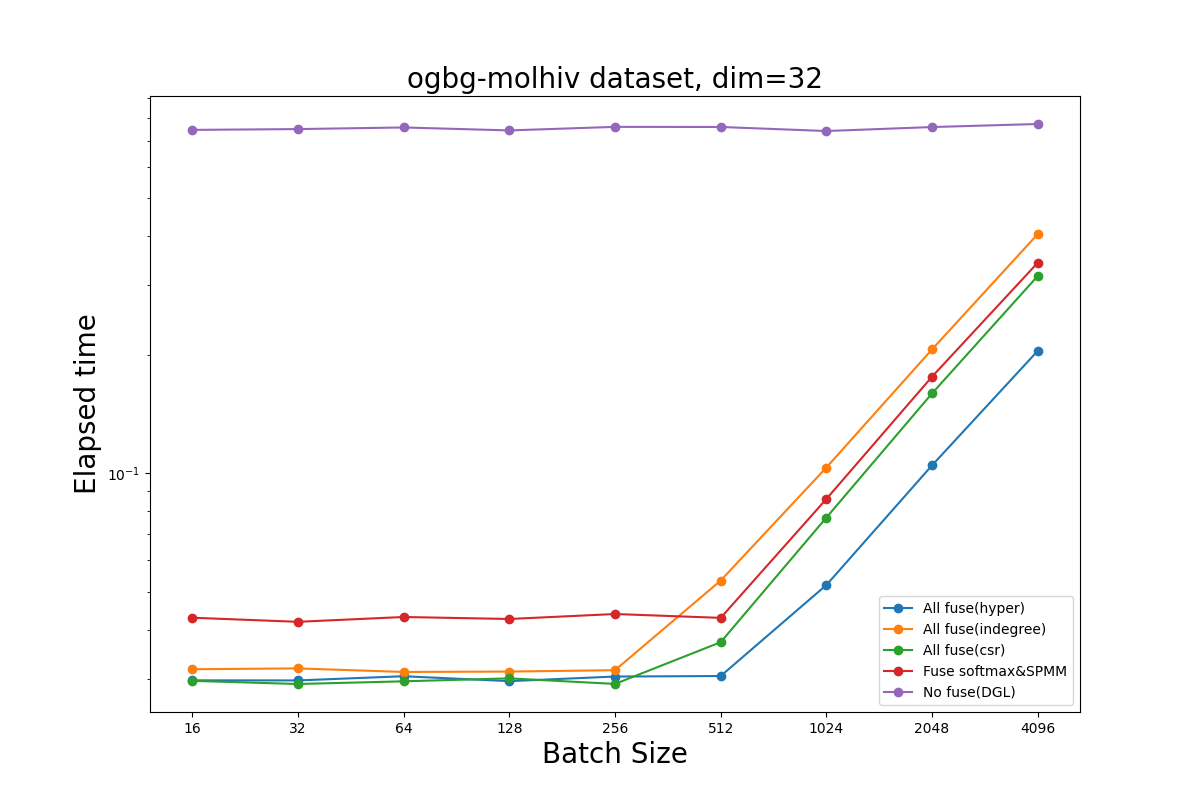 ogbg-molhiv dataset, dim=32
Elapsed time
10⁻¹
All fuse(hyper)
All fuse(indegree)
All fuse(csr)
Fuse softmax&SPMM
No fuse(DGL)
16 32 64 128 256 512 1024 2048 4096
Batch Size